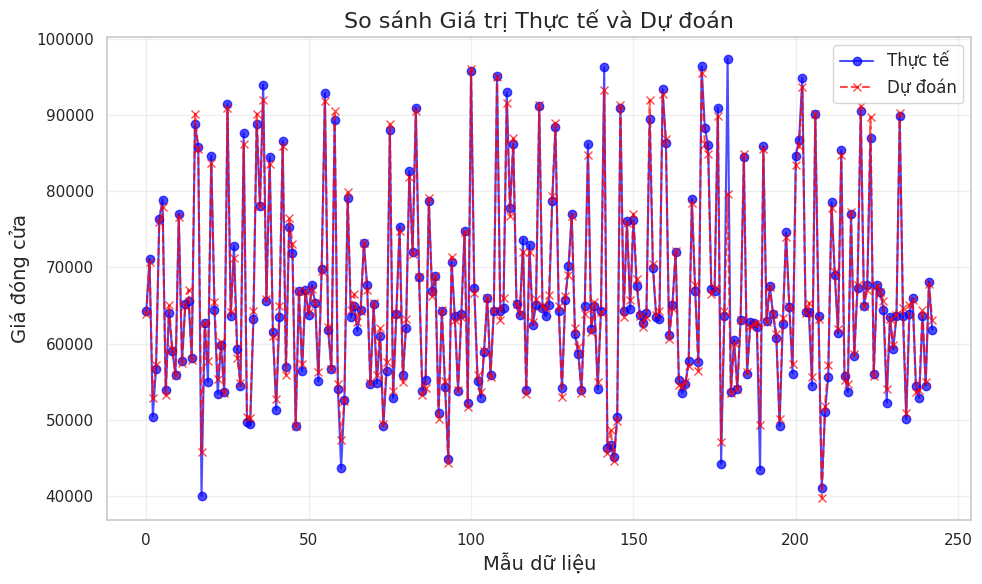 So sánh Giá trị Thực tế và Dự đoán
Giá đóng cửa
100000
90000
80000
70000
60000
50000
40000
Thực tế
Dự đoán
0
50
100
150
200
250
Mẫu dữ liệu